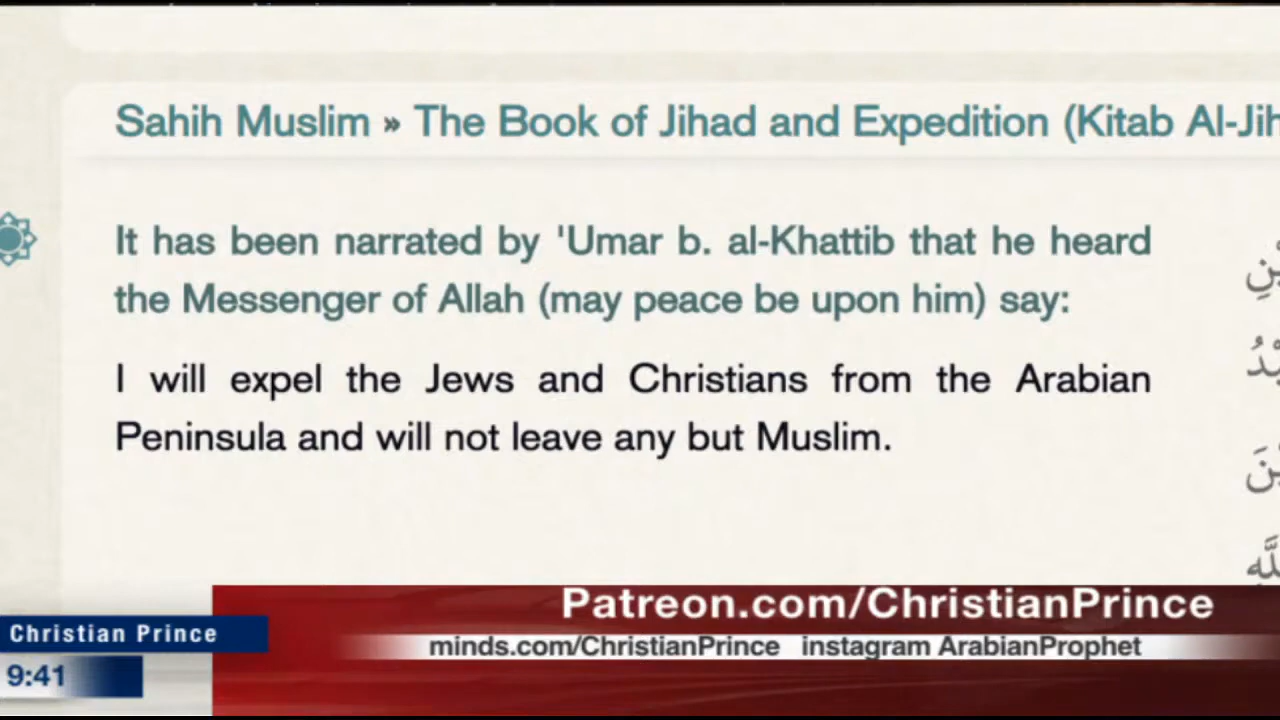 Sahih Muslim » The Book of Jihad and Expedition (Kitab Al-Jih
It has been narrated by 'Umar b. al-Khattib that he heard
the Messenger of Allah (may peace be upon him) say:
I will expel the Jews and Christians from the Arabian
Peninsula and will not leave any but Muslim.
Patreon.com/ChristianPrince
Christian Prince
minds.com/ChristianPrince instagram ArabianProphet
9:41